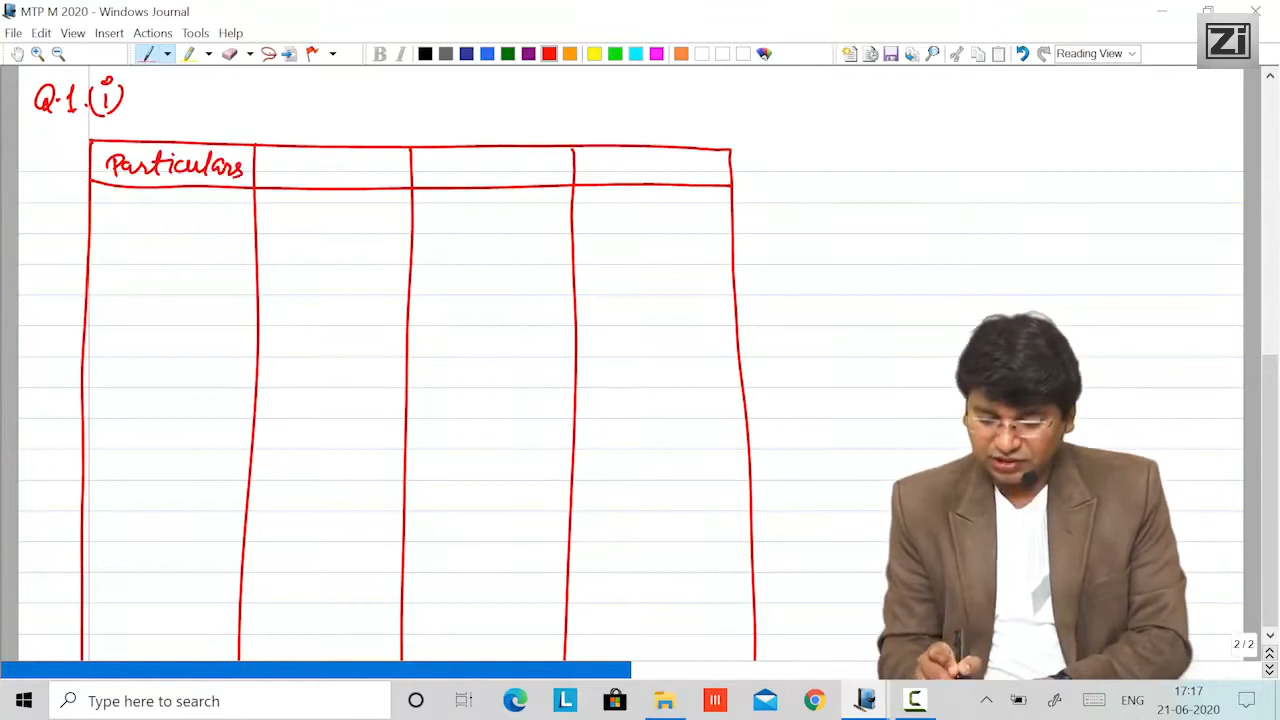 MTP M 2020 - Windows Journal
File Edit View Insert Actions Tools Help
B I
Reading View
Zi
Q.1.(i)
Particulars
2 / 2
Type here to search
L
C
ENG
17:17
21-06-2020